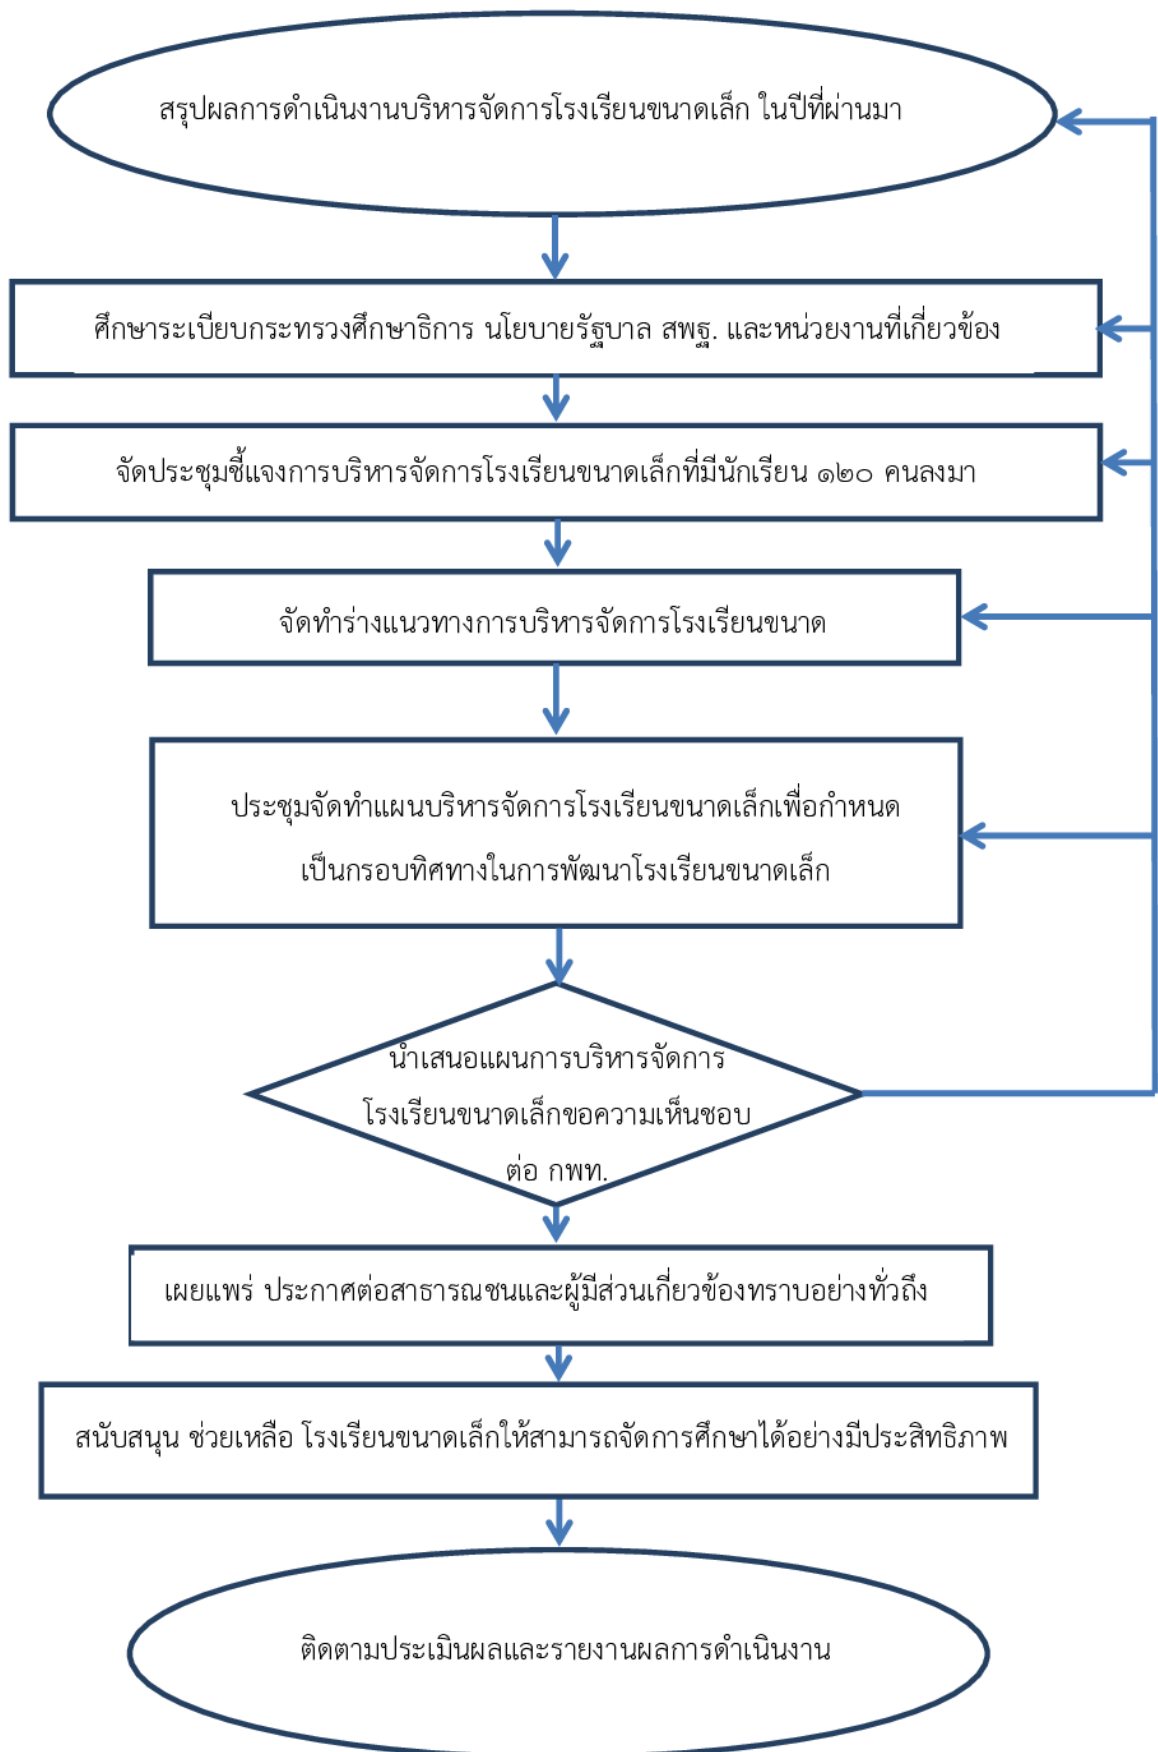 สรุปผลการดำเนินงานบริหารจัดการโรงเรียนขนาดเล็ก ในปีที่ผ่านมา
ศึกษาระเบียบกระทรวงศึกษาธิการ นโยบายรัฐบาล สพฐ. และหน่วยงานที่เกี่ยวข้อง
จัดประชุมชี้แจงการบริหารจัดการโรงเรียนขนาดเล็กที่มีนักเรียน ๑๒๐ คนลงมา
จัดทำร่างแนวทางการบริหารจัดการโรงเรียนขนาด
ประชุมจัดทำแผนบริหารจัดการโรงเรียนขนาดเล็กเพื่อกำหนด
เป็นกรอบทิศทางในการพัฒนาโรงเรียนขนาดเล็ก
นำเสนอแผนการบริหารจัดการ
โรงเรียนขนาดเล็กขอความเห็นชอบ
ต่อ กพท.
เผยแพร่ ประกาศต่อสาธารณชนและผู้มีส่วนเกี่ยวข้องทราบอย่างทั่วถึง
สนับสนุน ช่วยเหลือ โรงเรียนขนาดเล็กให้สามารถจัดการศึกษาได้อย่างมีประสิทธิภาพ
ติดตามประเมินผลและรายงานผลการดำเนินงาน